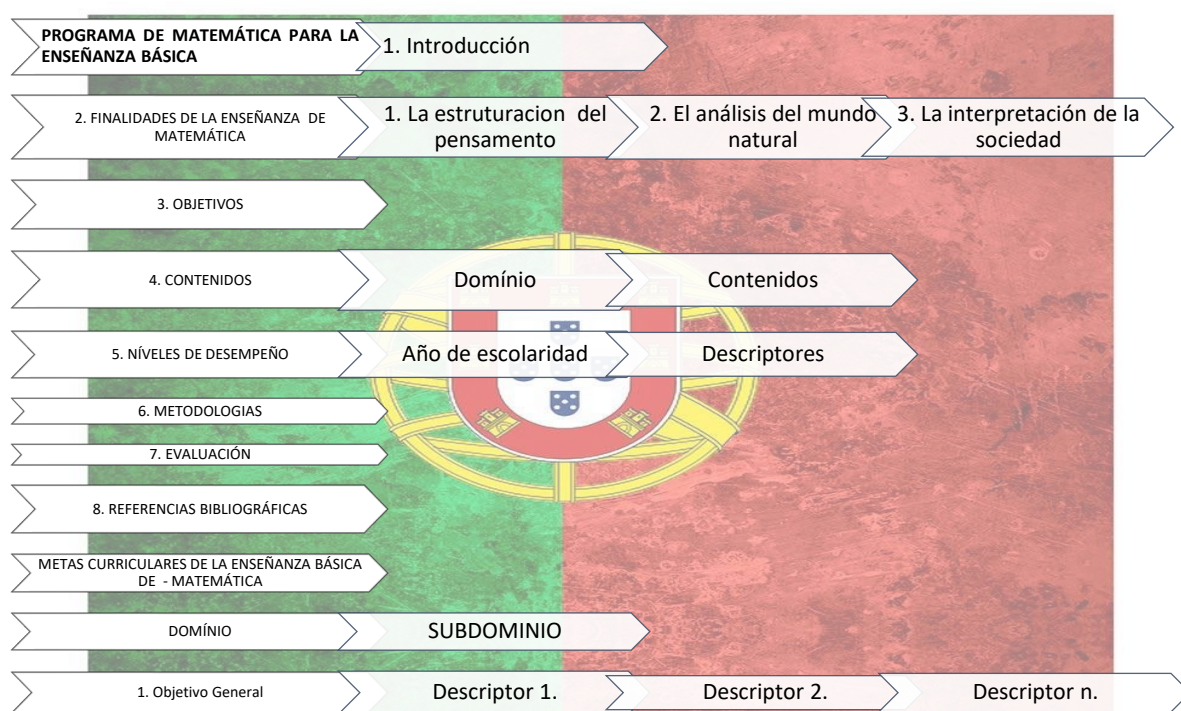 PROGRAMA DE MATEMÁTICA PARA LA
ENSEÑANZA BÁSICA
1. Introducción
2. FINALIDADES DE LA ENSEÑANZA DE
MATEMÁTICA
1. La estruturacion del
pensamento
2. El análisis del mundo
natural
3. La interpretación de la
sociedad
3. OBJETIVOS
4. CONTENIDOS
Domínio
Contenidos
5. NÍVELES DE DESEMPEÑO
Año de escolaridad
Descriptores
6. METODOLOGIAS
7. EVALUACIÓN
8. REFERENCIAS BIBLIOGRÁFICAS
METAS CURRICULARES DE LA ENSEÑANZA BÁSICA
DE - MATEMÁTICA
DOMÍNIO
SUBDOMINIO
1. Objetivo General
Descriptor 1.
Descriptor 2.
Descriptor n.